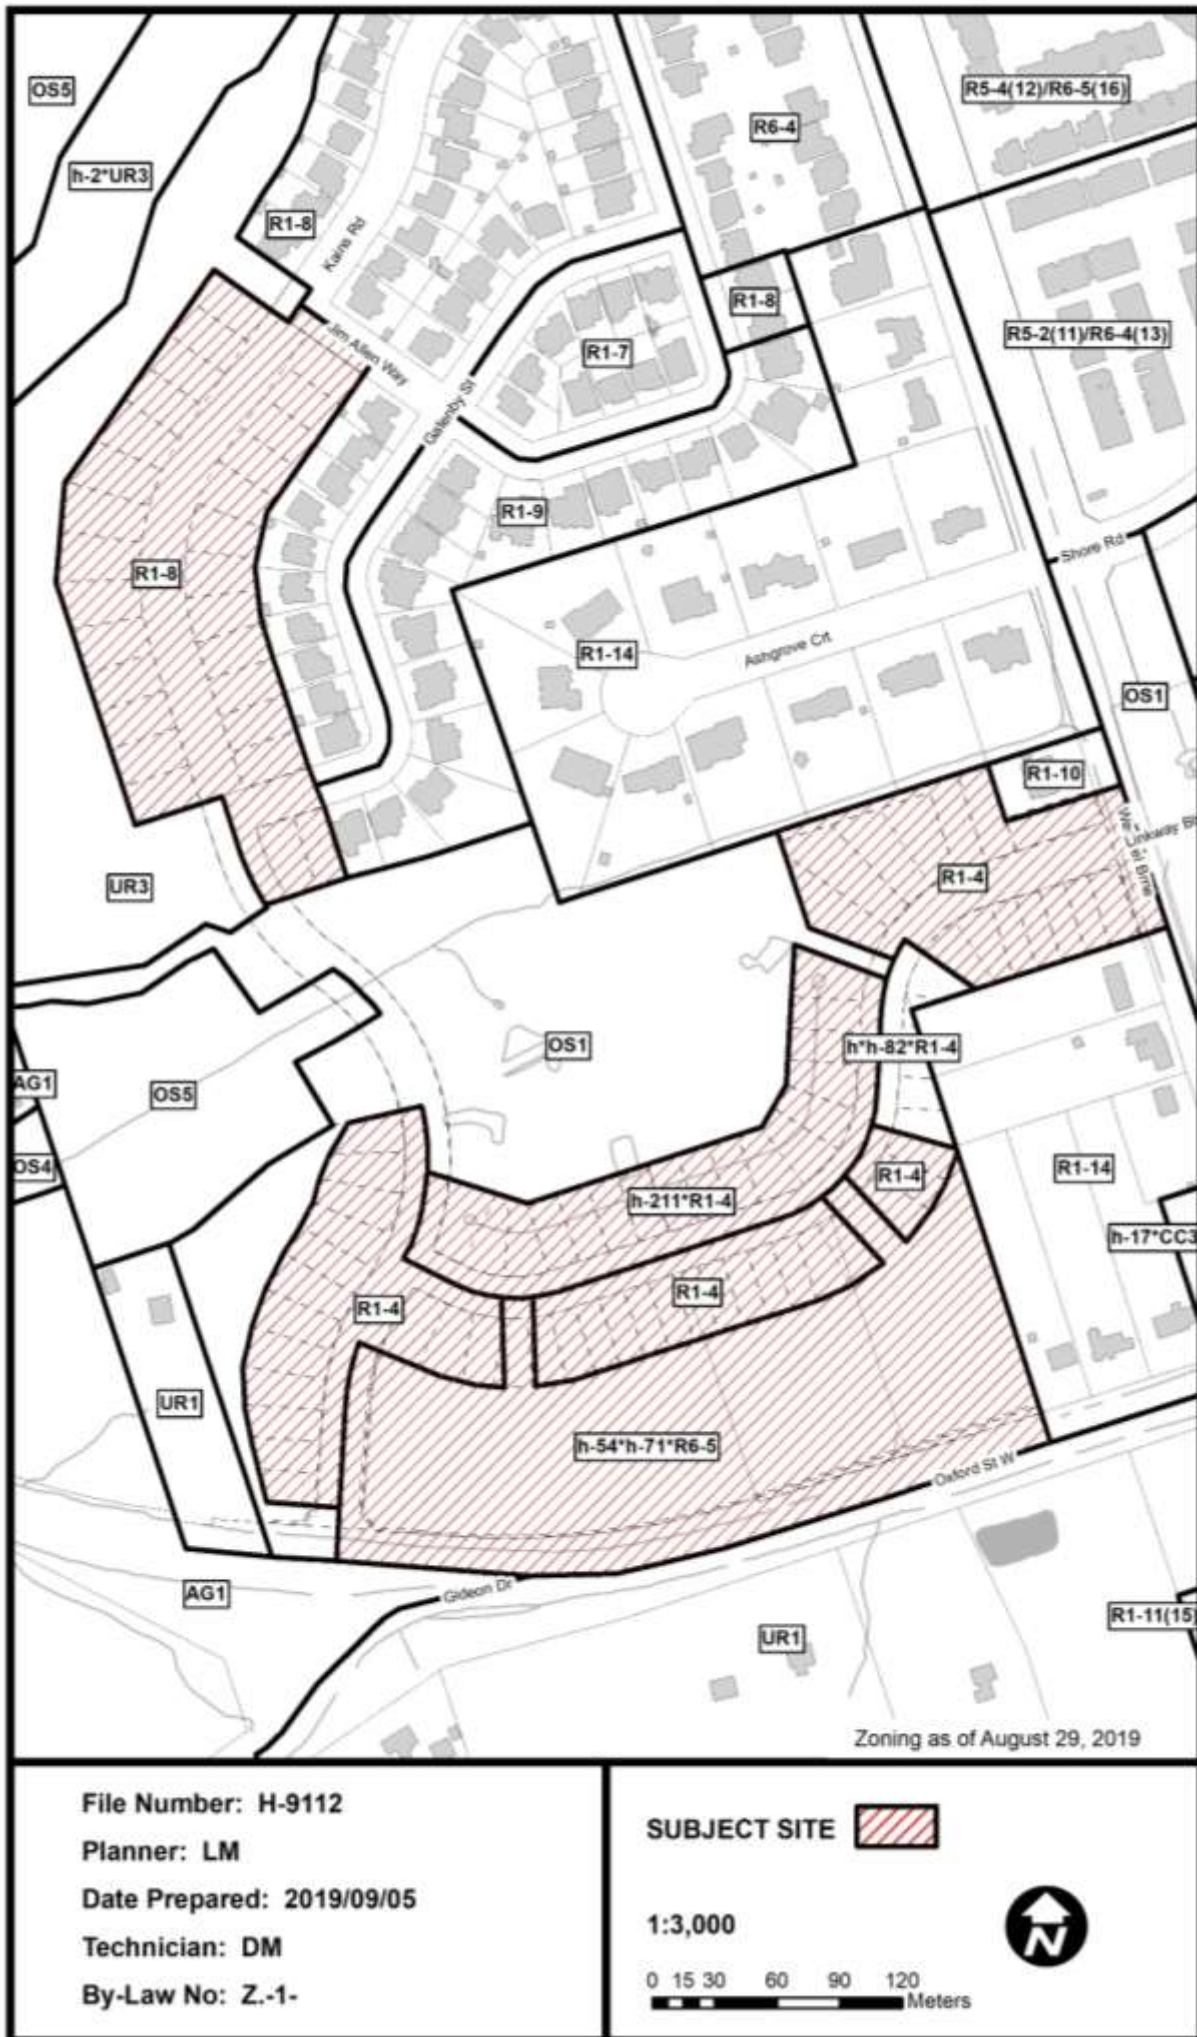 OS5
R5-4(12)/R6-5(16)
R6-4
h-2*UR3
R1-8
Kains Rd
R1-8
R5-2(11)/R6-4(13)
Jim Allen Way
R1-7
Gatenby St
R1-9
Shore Rd
R1-8
R1-14
Ashgrove Crt
OS1
R1-10
R1-4
UR3
OS1
h*h-82*R1-4
AG1
OS5
OS4
R1-4
R1-14
h-211*R1-4
h-17*CC3
R1-4
R1-4
UR1
h-54*h-71*R6-5
Oxford St W
AG1
Gideon Dr
R1-11(15)
UR1
Zoning as of August 29, 2019
File Number: H-9112
Planner: LM
Date Prepared: 2019/09/05
Technician: DM
By-Law No: Z.-1-
SUBJECT SITE
1:3,000
N
0 15 30 60 90 120
Meters